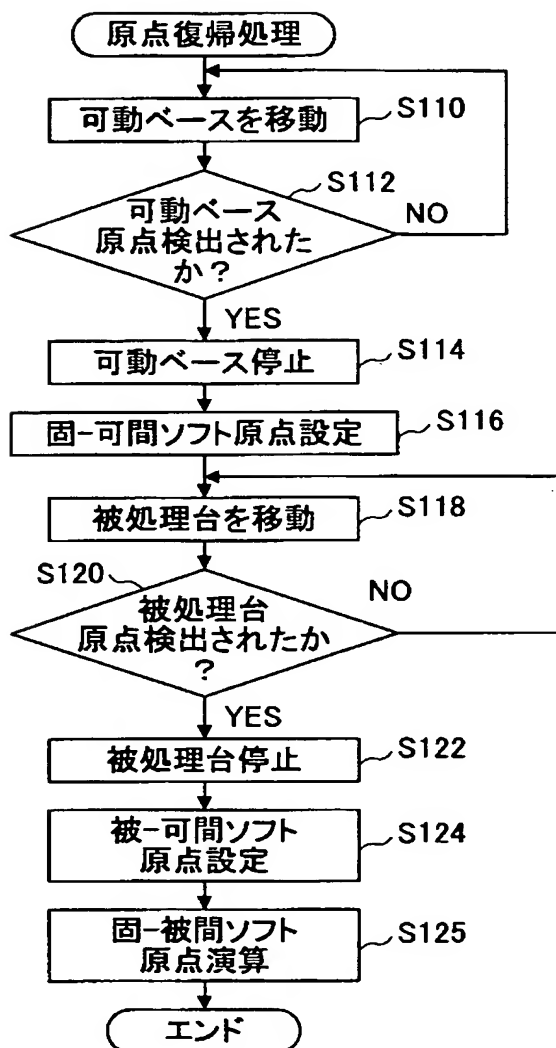 原点復帰処理
可動ベースを移動
S110
S112
可動ベース
原点検出された
か？
NO
YES
可動ベース停止
S114
固-可間ソフト原点設定
S116
被処理台を移動
S118
S120
被処理台
原点検出されたか
？
NO
YES
被処理台停止
S122
被-可間ソフト
原点設定
S124
固-被間ソフト
原点演算
S125
エンド